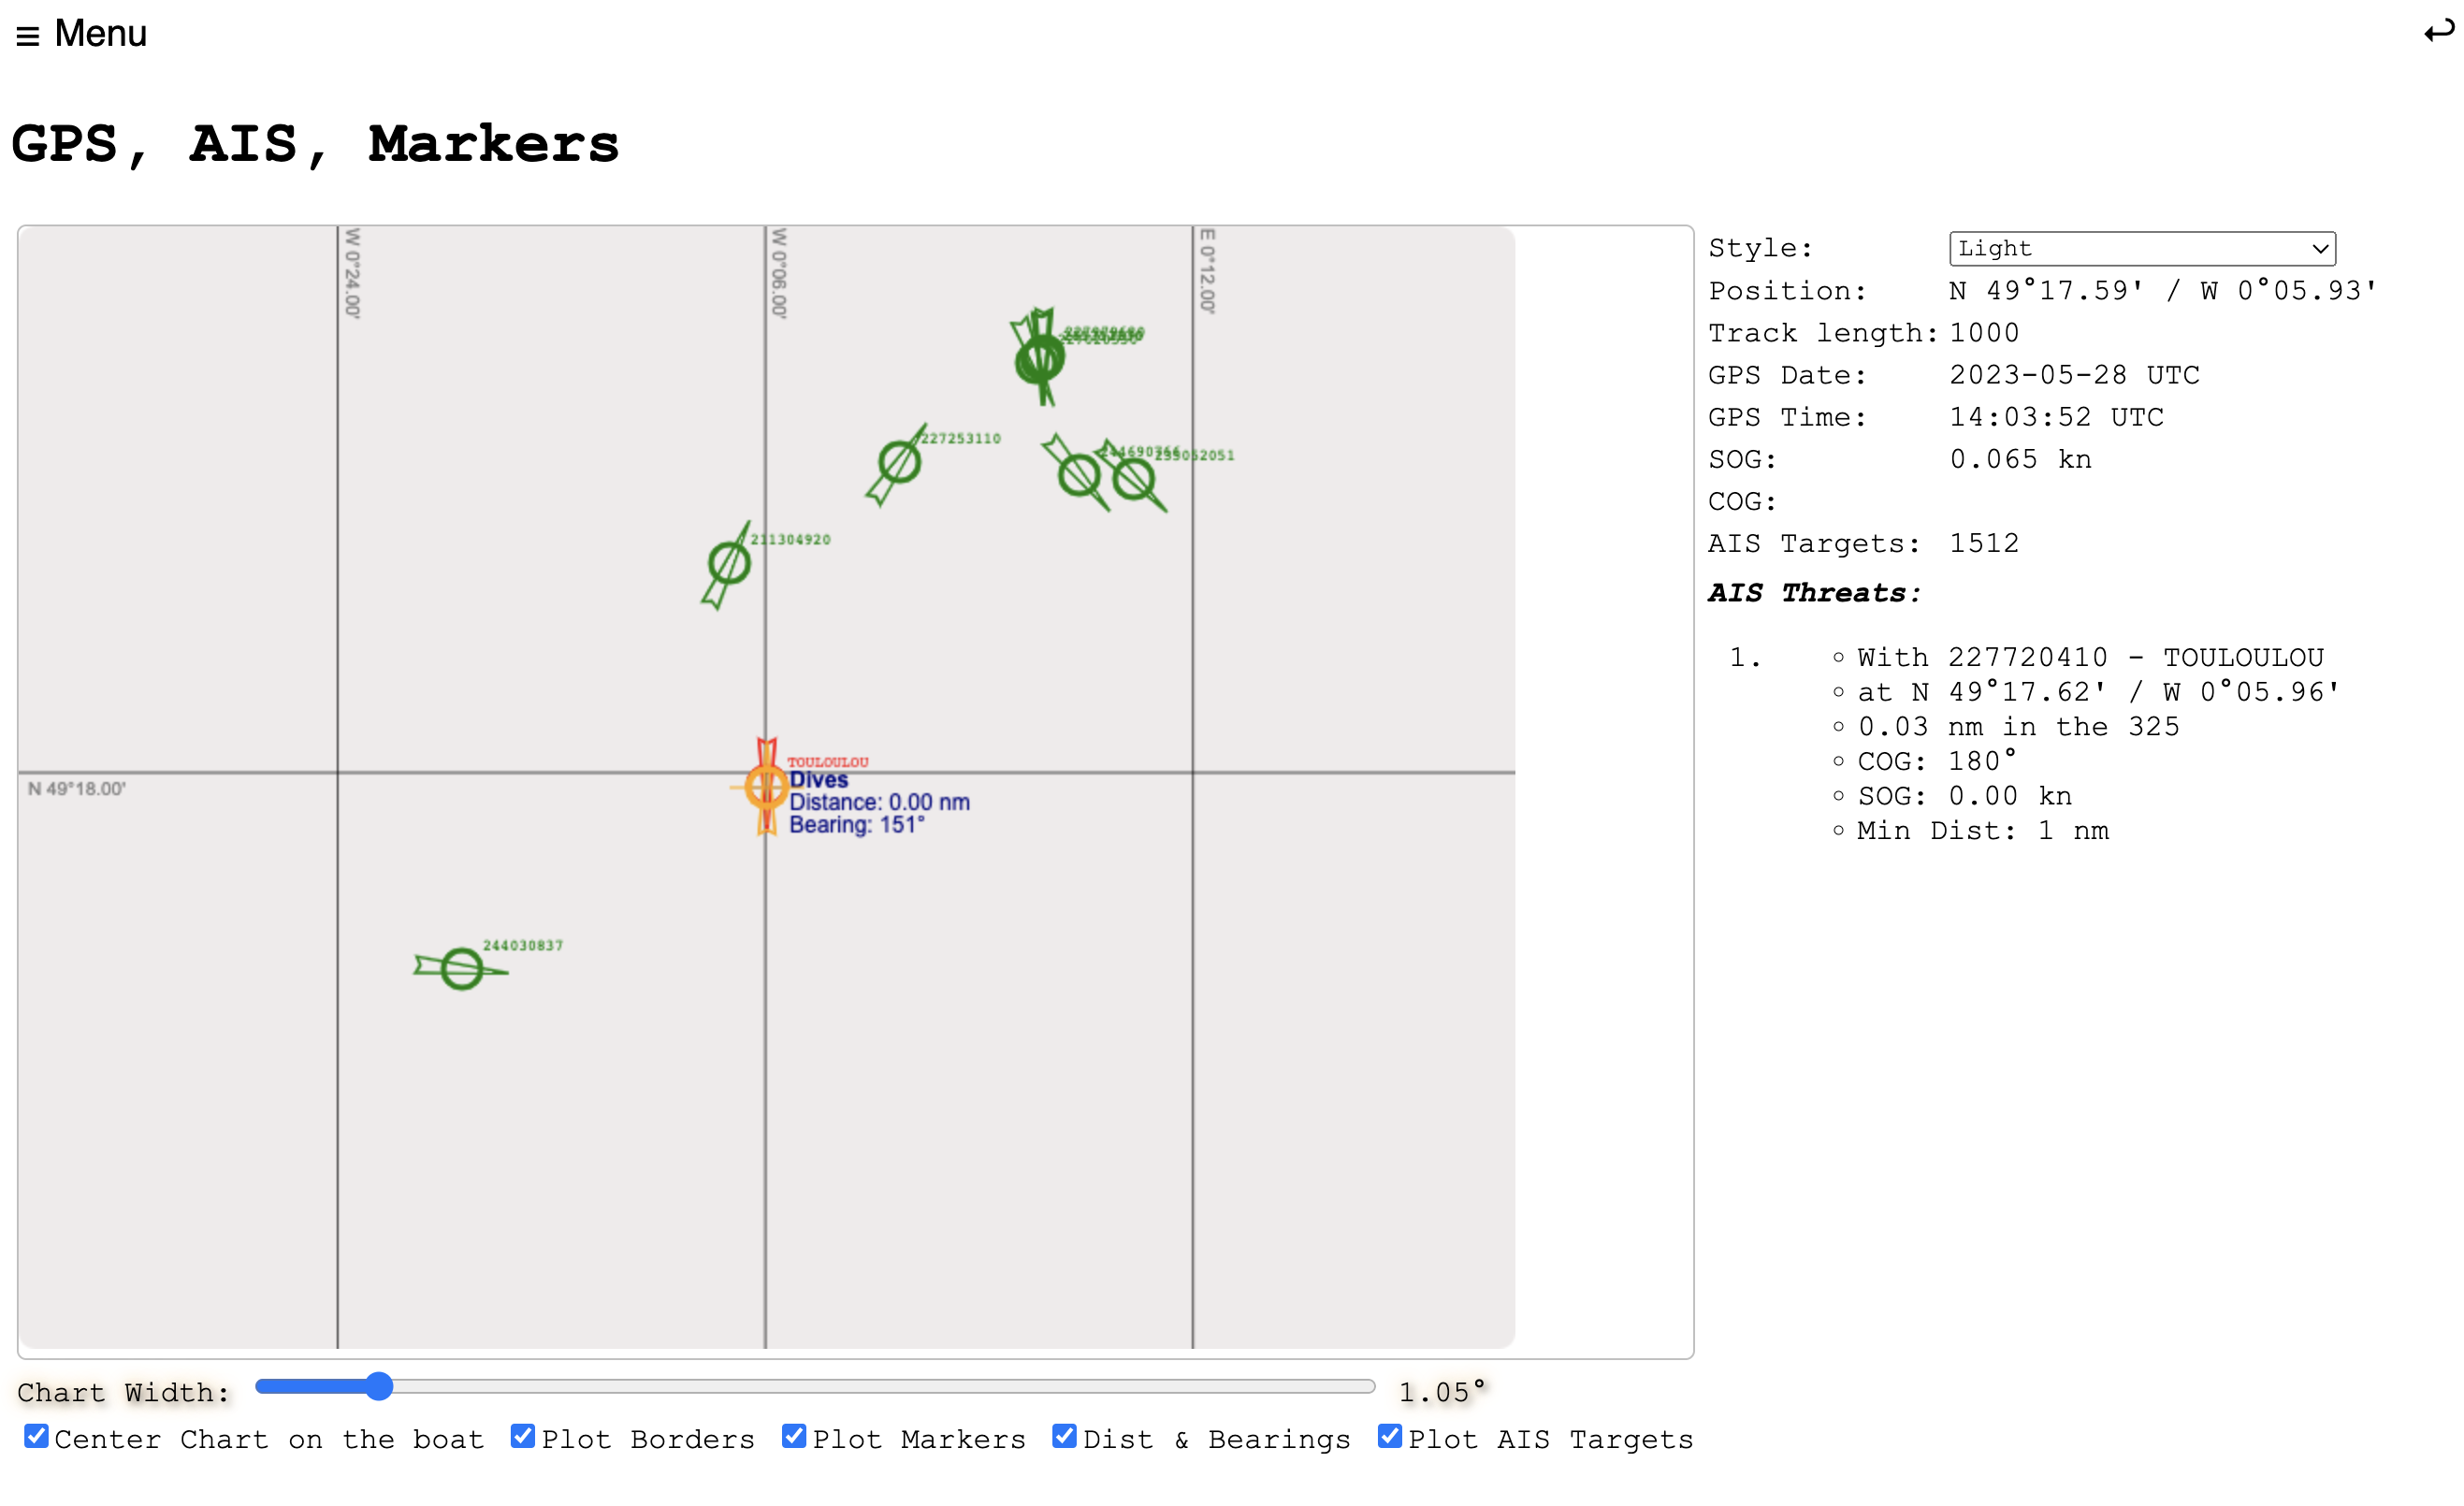 ≡ Menu
GPS, AIS, Markers
W 0°24.00'
W 0°06.00'
E 0°12.00'
227253110
233052051
211304920
N 49°18.00'
TOULOULOU
Dives
Distance: 0.00 nm
Bearing: 151°
244030837
Style: Light
Position: N 49°17.59' / W 0°05.93'
Track length: 1000
GPS Date: 2023-05-28 UTC
GPS Time: 14:03:52 UTC
SOG: 0.065 kn
COG:
AIS Targets: 1512
AIS Threats:
1.
With 227720410 - TOULOULOU
at N 49°17.62' / W 0°05.96'
0.03 nm in the 325
COG: 180°
SOG: 0.00 kn
Min Dist: 1 nm
Chart Width: 1.05°
Center Chart on the boat Plot Borders Plot Markers Dist & Bearings Plot AIS Targets